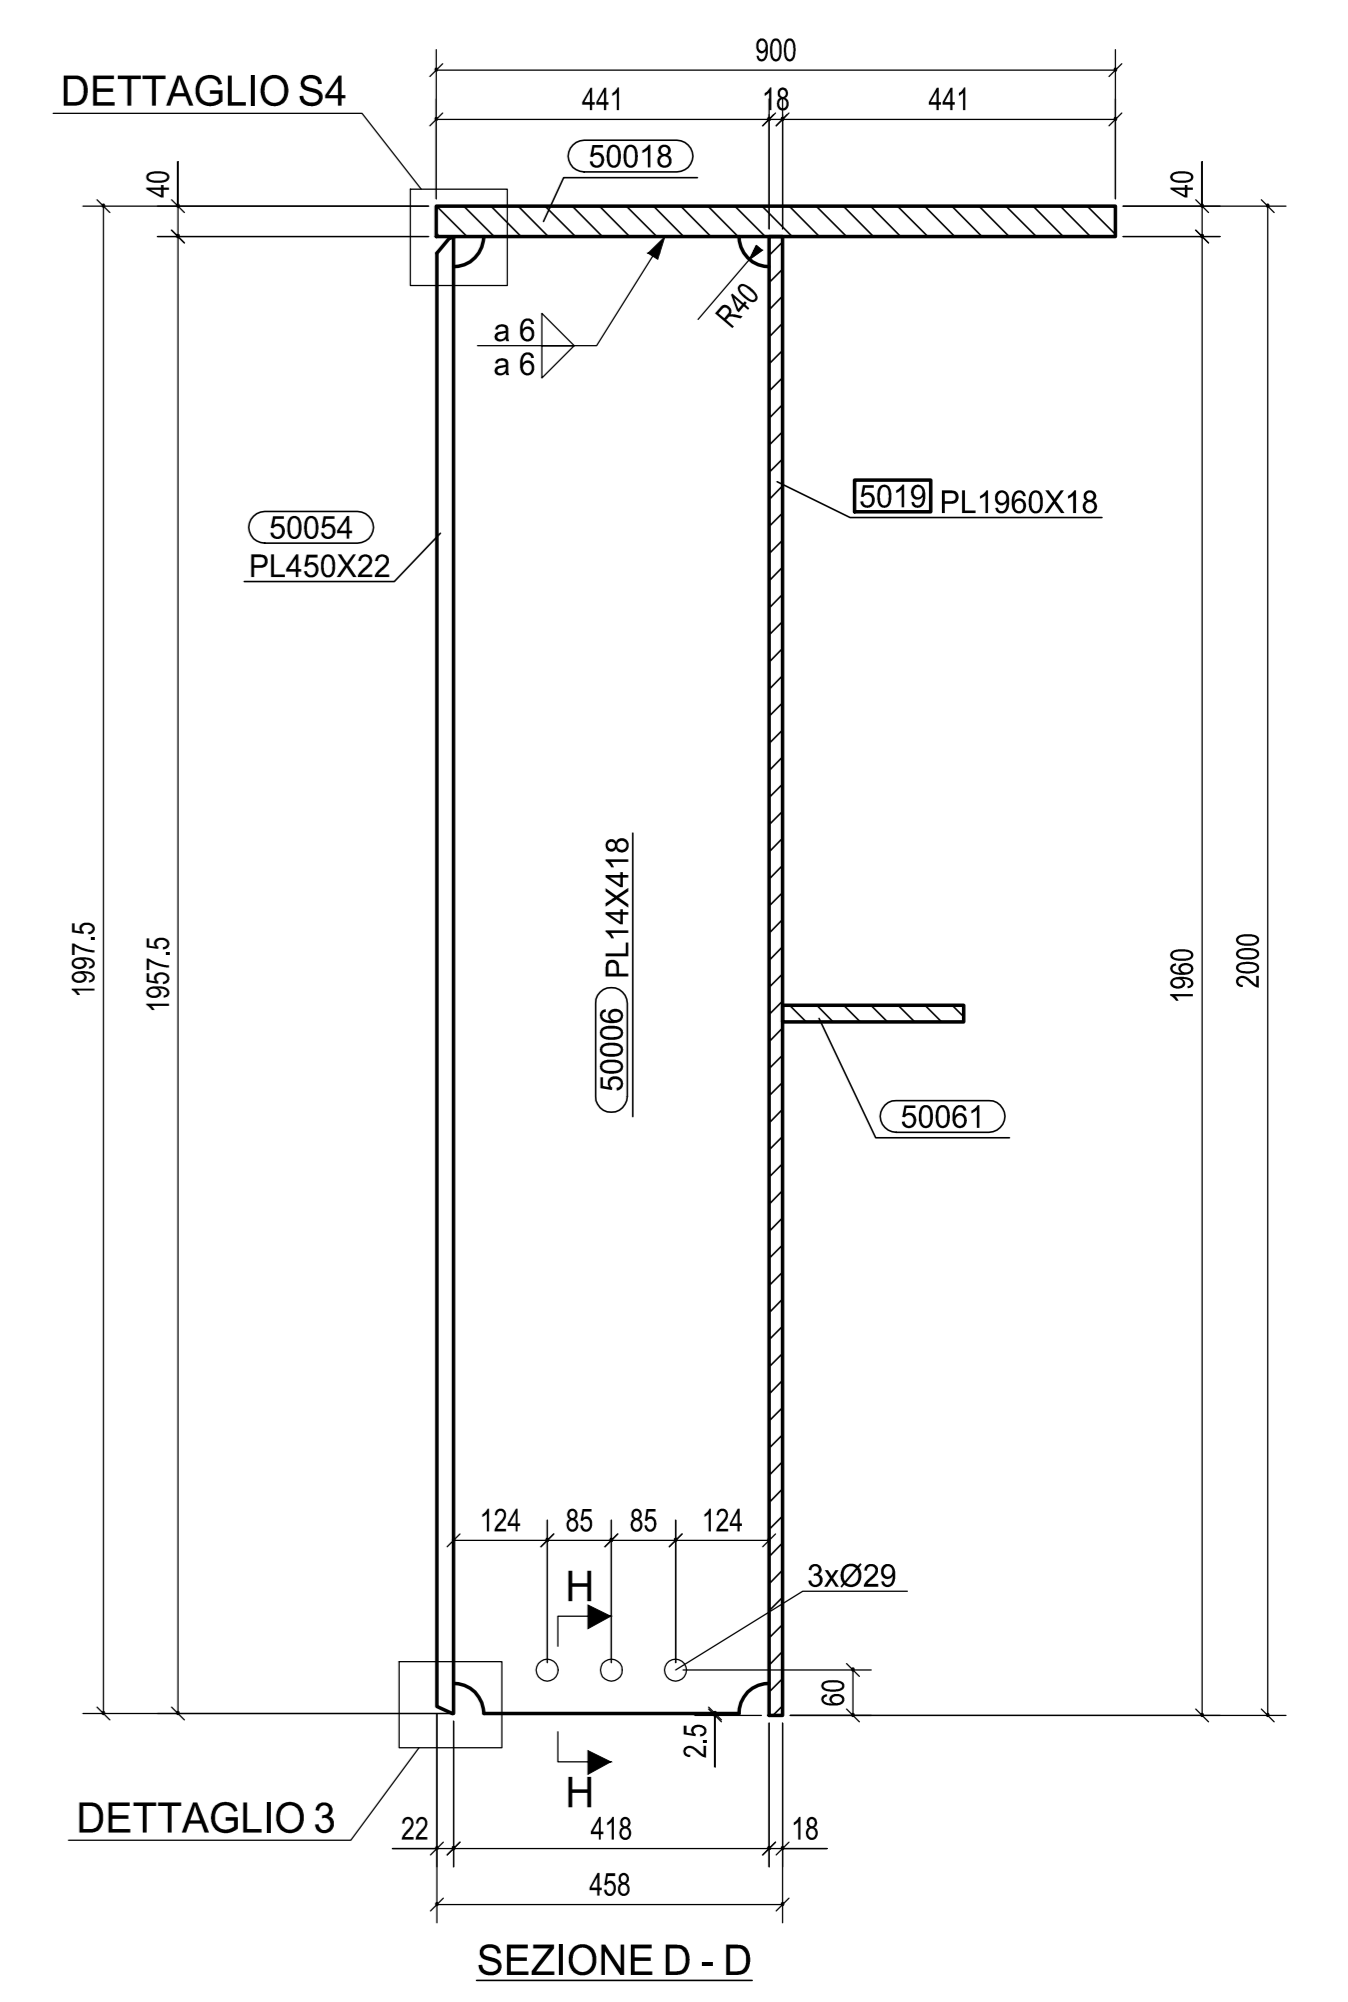 900
DETTAGLIO S4
441
18
441
50018
40
40
R40
a 6
a 6
5019 PL1960X18
50054
PL450X22
50006 PL14X418
1997.5
1957.5
1960
2000
50061
124
85
85
124
H
3xØ29
60
2.5
H
DETTAGLIO 3
22
418
18
458
SEZIONE D - D